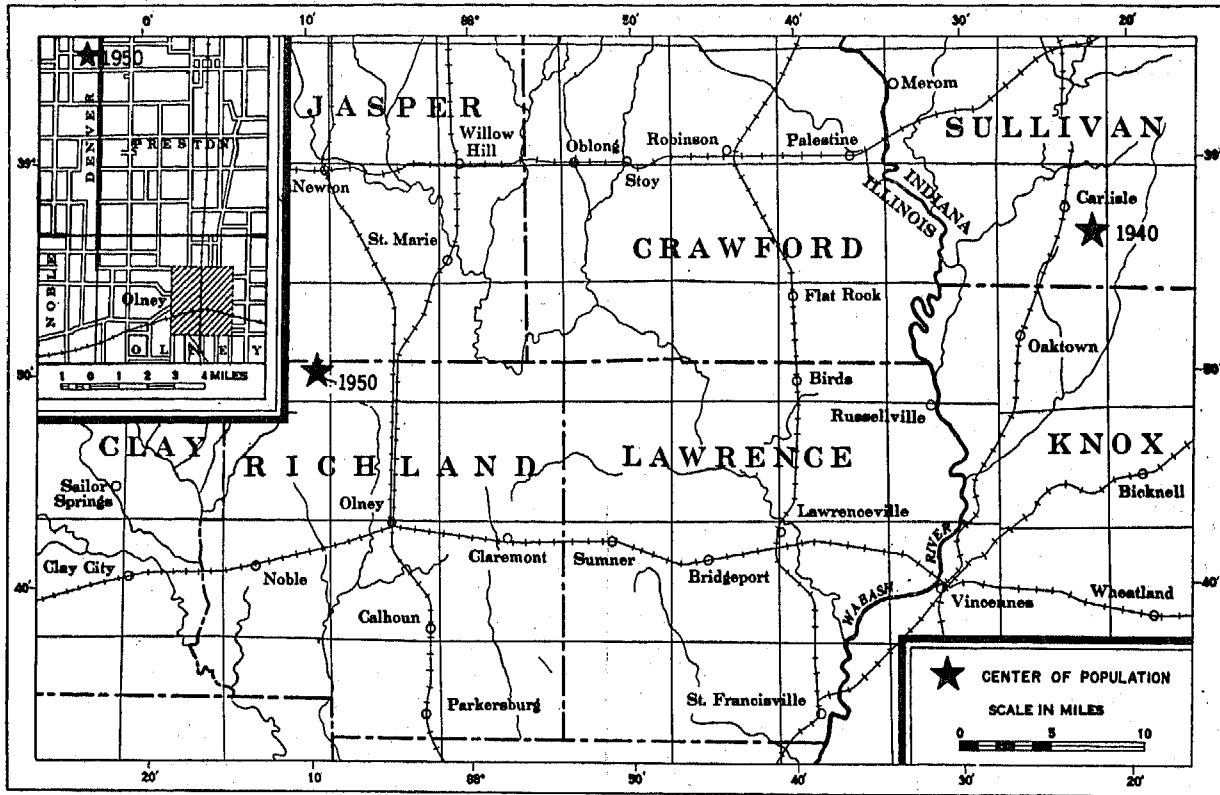 0' 88° 50' 40' 30' 20'
1950
DENVER
PRESTON
NOBLE
Olney
OLNEY
1 0 1 2 3 4 MILES
JASPER
Willow
Hill
Oblong
Robinson
Palestine
Merom
SULLIVAN
39°
39°
Newton
Stoy
INDIANA
ILLINOIS
Carlisle
1940
St. Marie
CRAWFORD
Flat Rock
Oaktown
50'
50'
1950
Birds
Russellville
CLAY
RICHLAND
LAWRENCE
KNOX
Sailor
Springs
Bicknell
Olney
Lawrenceville
Claremont
Sumner
Bridgeport
Clay City
Noble
40'
40'
WABASH RIVER
Vincennes
Wheatland
Calhoun
Parkersburg
St. Francisville
CENTER OF POPULATION
SCALE IN MILES
0 5 10
20' 10' 88° 50' 40' 30' 20'